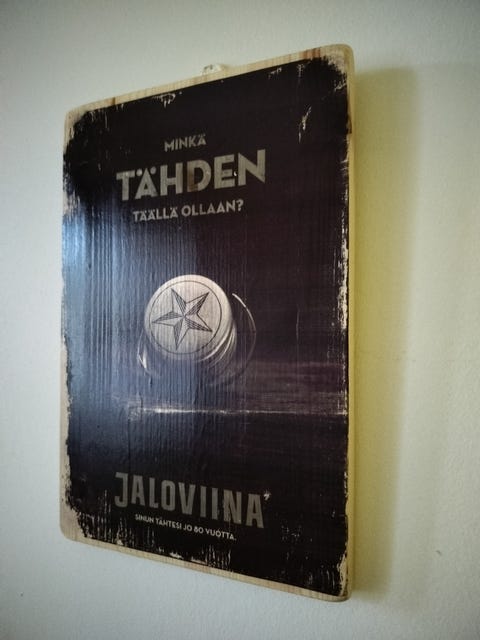 MINKÄ
TÄHDEN
TÄÄLLÄ OLLAAN?
JALOVIINA*
SINUN TÄHTESI JO 80 VUOTTA.